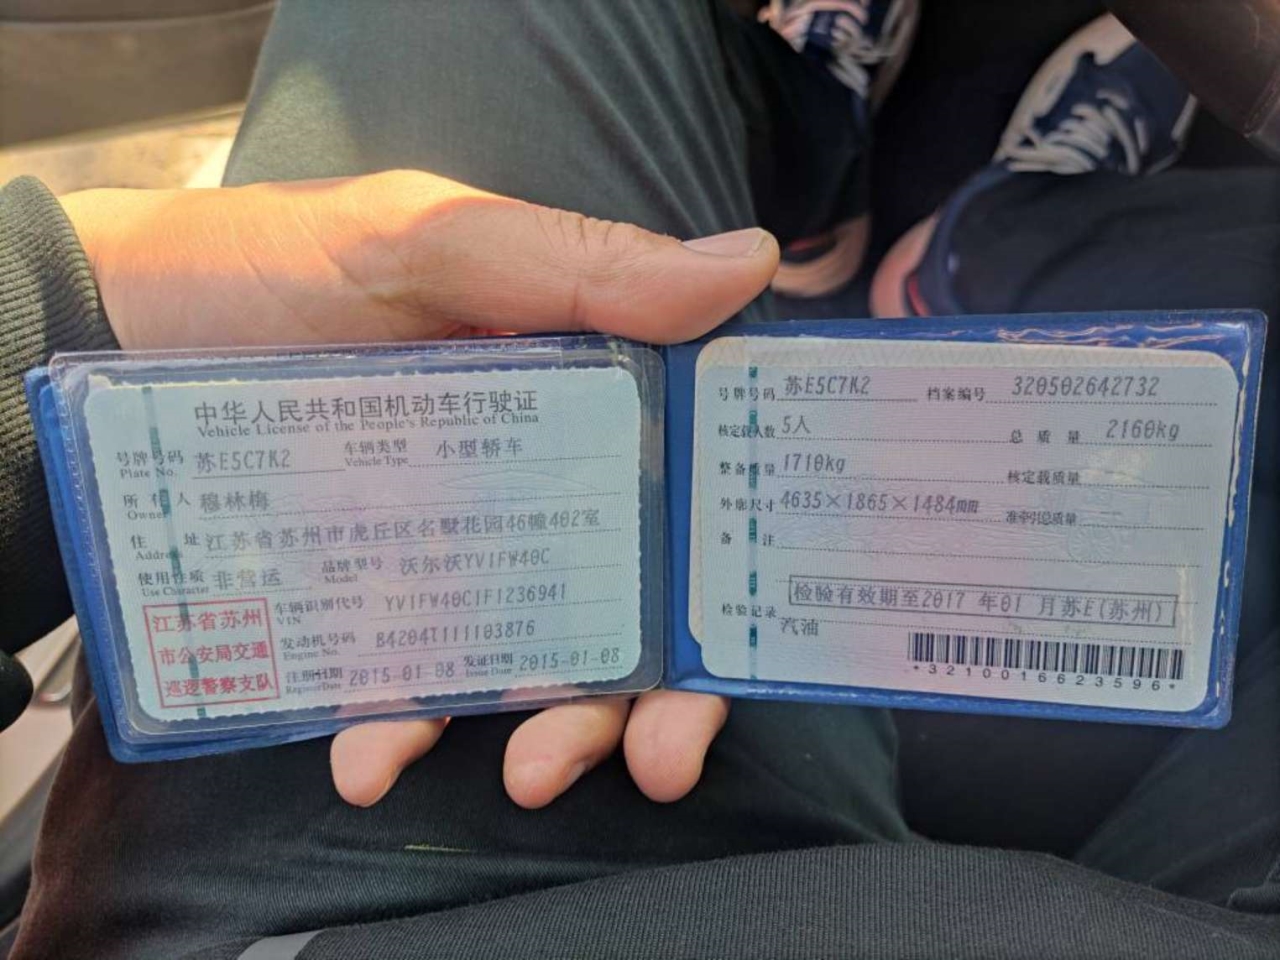 中华人民共和国机动车行驶证
Vehicle License of the People's Republic of China
号牌号码 苏E5C7K2 车辆类型 小型轿车
Plate No. Vehicle Type
所有人 穆林梅
Owner
住址 江苏省苏州市虎丘区名墅花园46幢402室
Address
使用性质 非营运 品牌型号 沃尔沃YV1FW40C
Use Character Model
车辆识别代号 YV1FW40C1F1236941
VIN
发动机号码 B4204T111103876
Engine No.
注册日期 2015-01-08 发证日期 2015-01-08
Register Date Issue Date
江苏省苏州
市公安局交通
巡逻警察支队
号牌号码 苏E5C7K2 档案编号 320502642732
核定载人数 5人 总质量 2160kg
整备质量 1710kg 核定载质量
外廓尺寸 4635×1865×1484mm 准牵引总质量
备注
检验有效期至2017 年01 月苏E(苏州)
检验记录
汽油
*3210016623596*